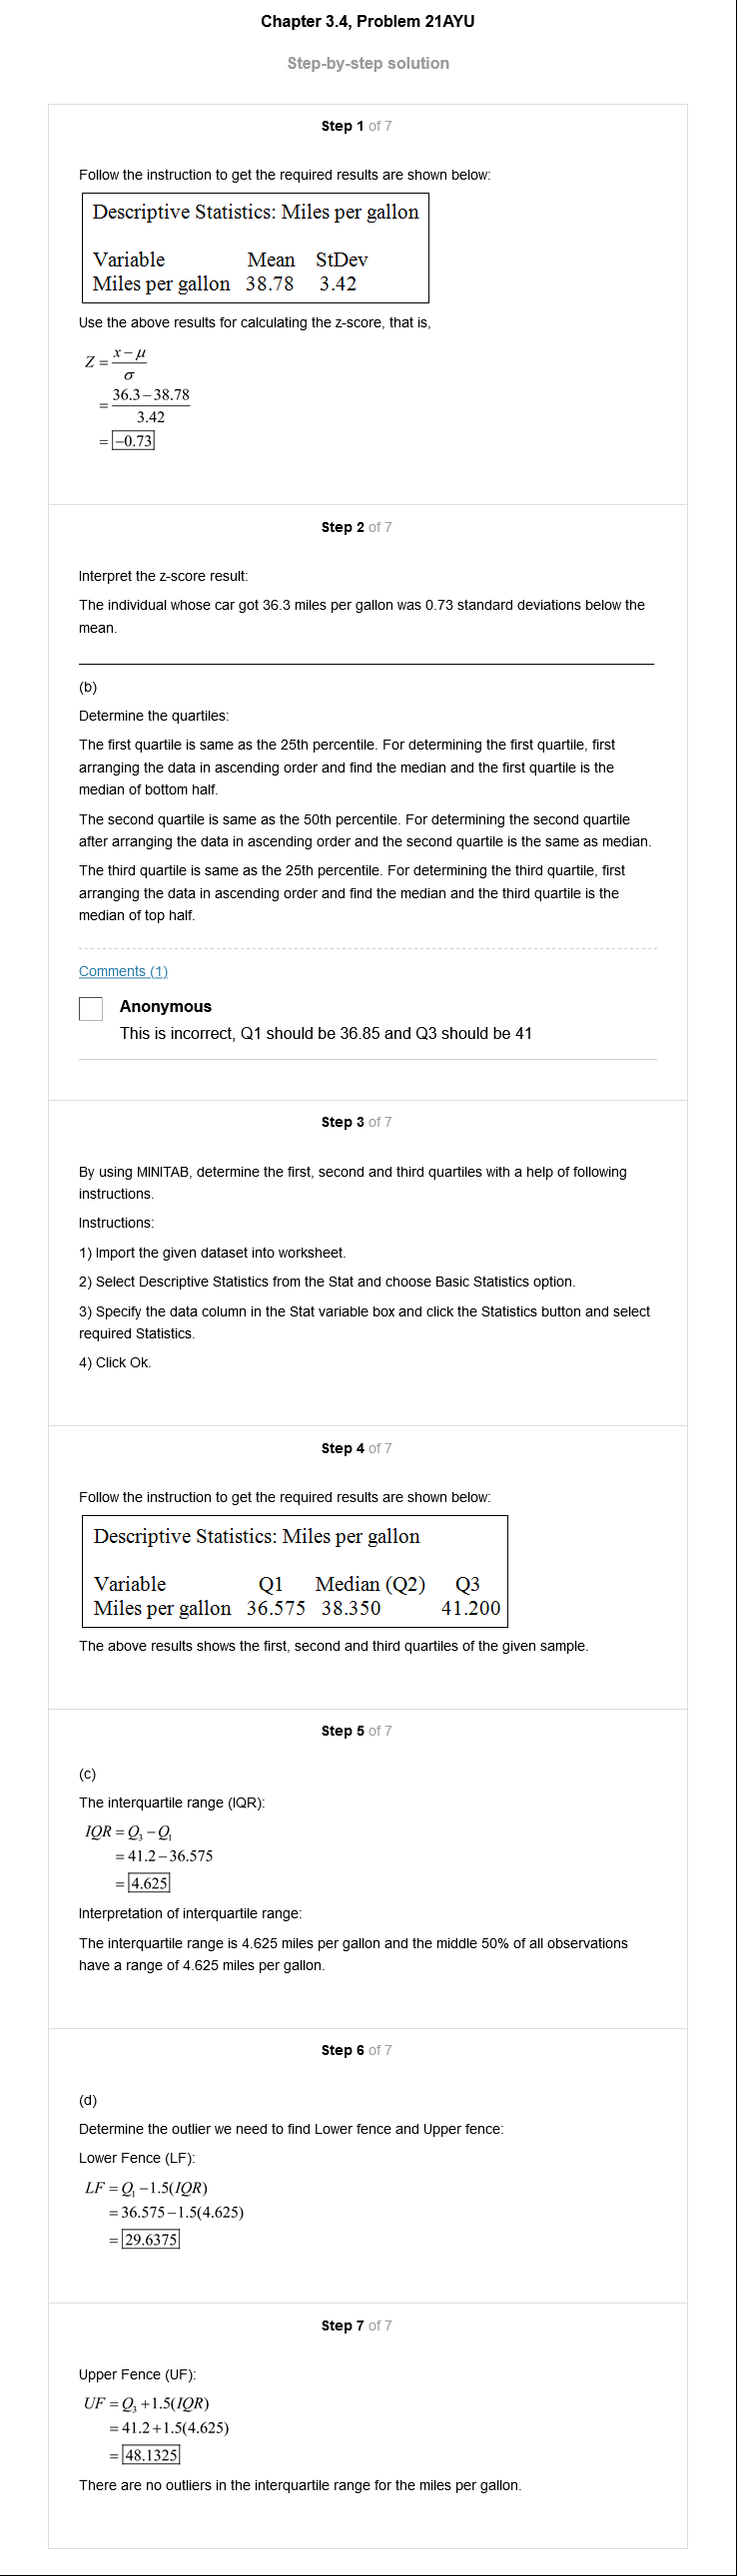 Chapter 3.4, Problem 21AYU
Step-by-step solution
Step 1 of 7
Follow the instruction to get the required results are shown below:
Descriptive Statistics: Miles per gallon
Variable Mean StDev
Miles per gallon 38.78 3.42
Use the above results for calculating the z-score, that is,
Z = (x − μ) / σ
= (36.3 − 38.78) / 3.42
= −0.73
Step 2 of 7
Interpret the z-score result:
The individual whose car got 36.3 miles per gallon was 0.73 standard deviations below the
mean.
(b)
Determine the quartiles:
The first quartile is same as the 25th percentile. For determining the first quartile, first
arranging the data in ascending order and find the median and the first quartile is the
median of bottom half.
The second quartile is same as the 50th percentile. For determining the second quartile
after arranging the data in ascending order and the second quartile is the same as median.
The third quartile is same as the 25th percentile. For determining the third quartile, first
arranging the data in ascending order and find the median and the third quartile is the
median of top half.
Comments (1)
Anonymous
This is incorrect, Q1 should be 36.85 and Q3 should be 41
Step 3 of 7
By using MINITAB, determine the first, second and third quartiles with a help of following
instructions.
Instructions:
1) Import the given dataset into worksheet.
2) Select Descriptive Statistics from the Stat and choose Basic Statistics option.
3) Specify the data column in the Stat variable box and click the Statistics button and select
required Statistics.
4) Click Ok.
Step 4 of 7
Follow the instruction to get the required results are shown below:
Descriptive Statistics: Miles per gallon
Variable Q1 Median (Q2) Q3
Miles per gallon 36.575 38.350 41.200
The above results shows the first, second and third quartiles of the given sample.
Step 5 of 7
(c)
The interquartile range (IQR):
IQR = Q₃ − Q₁
= 41.2 − 36.575
= 4.625
Interpretation of interquartile range:
The interquartile range is 4.625 miles per gallon and the middle 50% of all observations
have a range of 4.625 miles per gallon.
Step 6 of 7
(d)
Determine the outlier we need to find Lower fence and Upper fence:
Lower Fence (LF):
LF = Q₁ − 1.5(IQR)
= 36.575 − 1.5(4.625)
= 29.6375
Step 7 of 7
Upper Fence (UF):
UF = Q₃ + 1.5(IQR)
= 41.2 + 1.5(4.625)
= 48.1325
There are no outliers in the interquartile range for the miles per gallon.